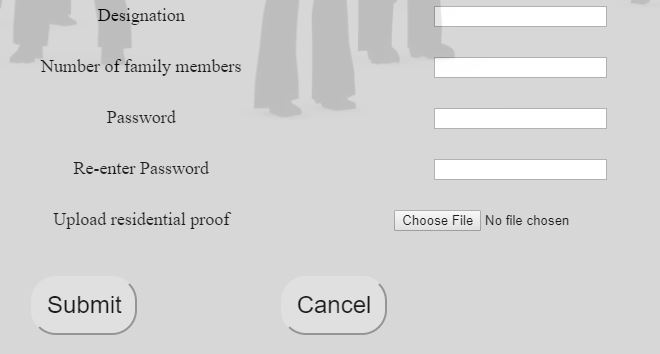 Designation
Number of family members
Password
Re-enter Password
Upload residential proof Choose File No file chosen
Submit Cancel